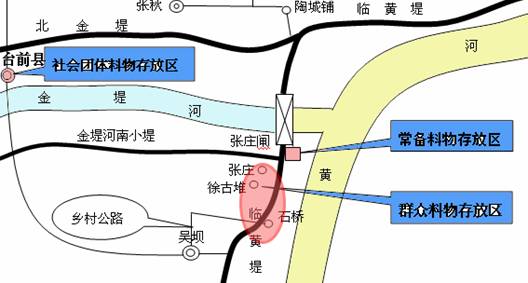 张秋
陶城铺
临 黄 堤
北 金 堤
河
台前县
社会团体料物存放区
金 堤 河
常备料物存放区
金堤河南小堤
张庄闸
张庄
黄
徐古堆
群众料物存放区
乡村公路
临
石桥
吴坝
黄
堤